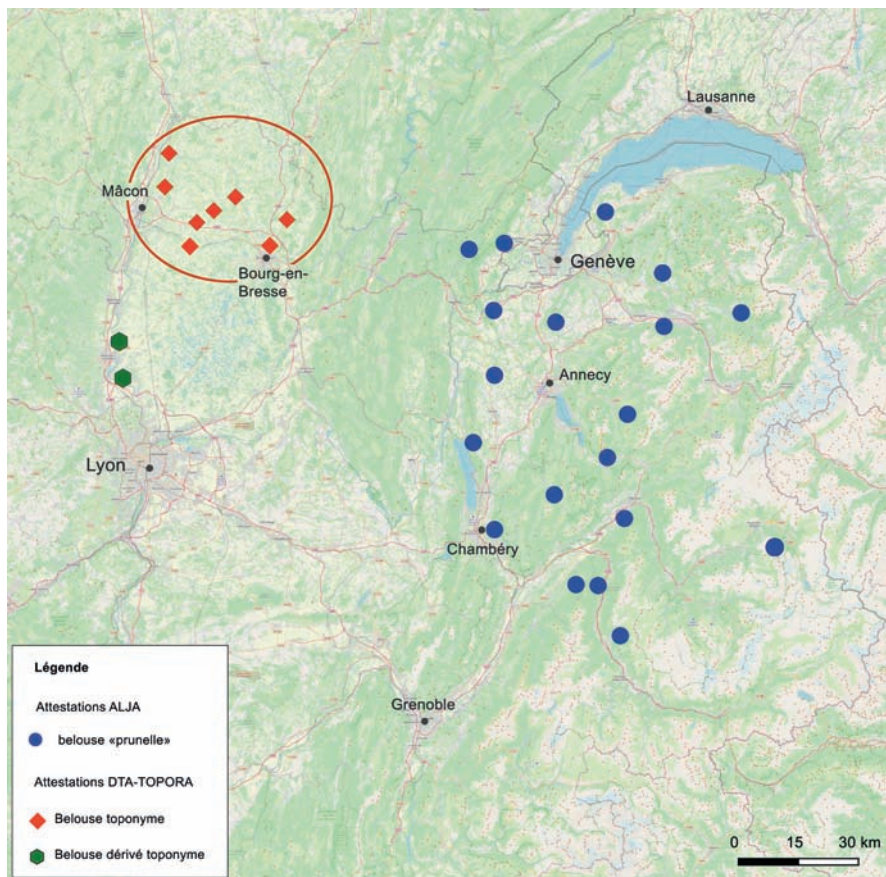 Lausanne
Mâcon
Genève
Bourg-en-
Bresse
Annecy
Lyon
Chambéry
Grenoble
Légende
Attestations ALJA
belouse «prunelle»
Attestations DTA-TOPORA
Belouse toponyme
Belouse dérivé toponyme
0 15 30 km